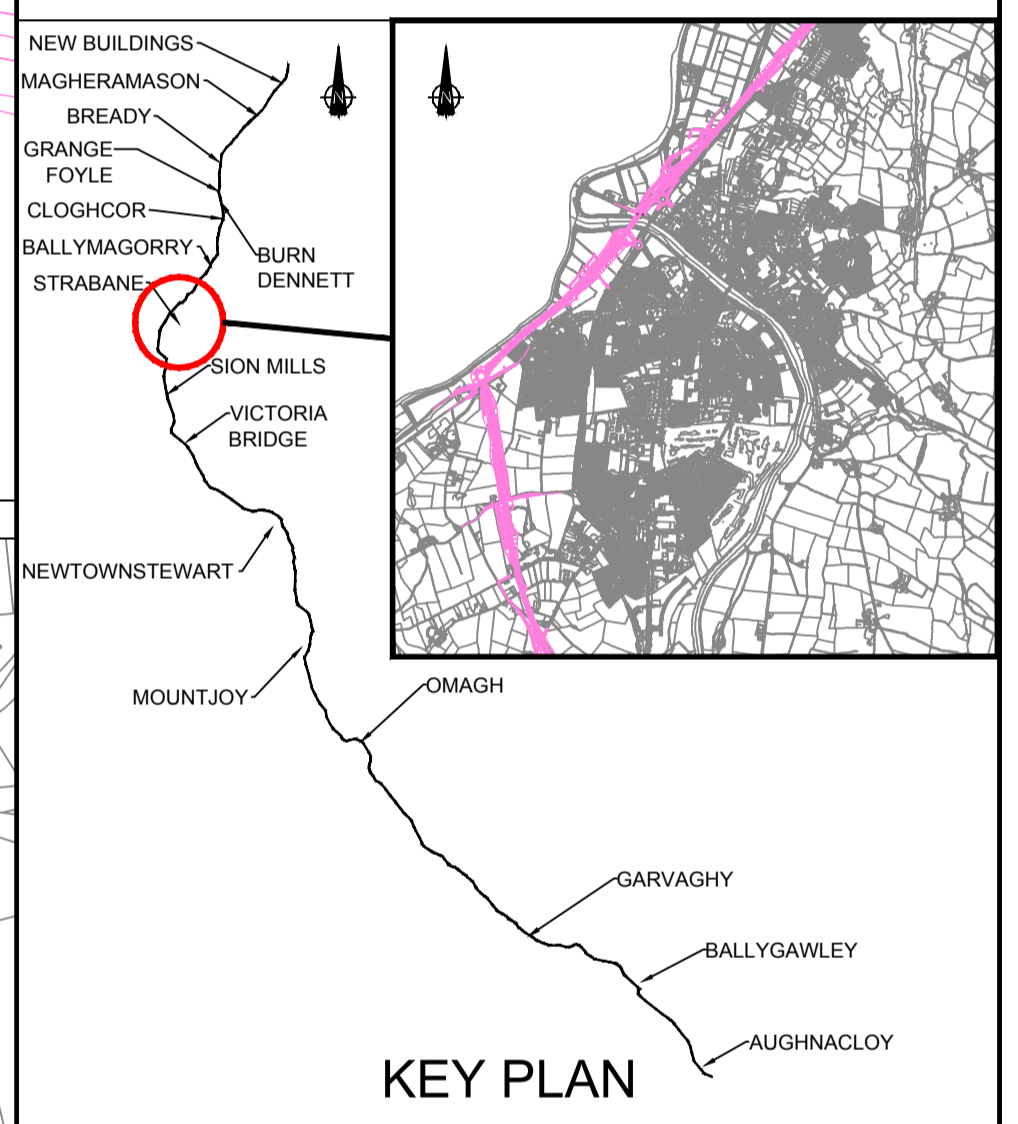 NEW BUILDINGS
MAGHERAMASON
BREADY
GRANGE
FOYLE
CLOGHCOR
BALLYMAGORRY
BURN
DENNETT
STRABANE
SION MILLS
VICTORIA
BRIDGE
NEWTOWNSTEWART
MOUNTJOY
OMAGH
GARVAGHY
BALLYGAWLEY
AUGHNACLOY
KEY PLAN
N
N